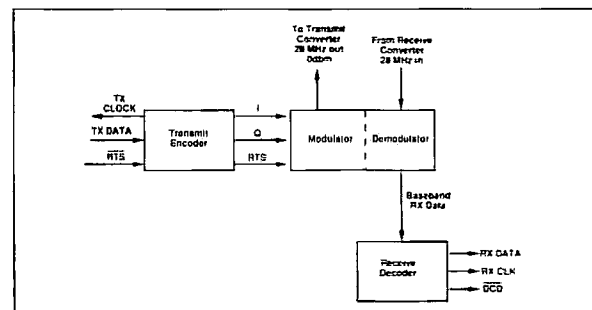 To Transmit
Converter
28 MHz out
0dbm
From Receive
Converter
28 MHz in
TX
CLOCK
TX DATA
RTS
Transmit
Encoder
I
Q
RTS
Modulator
Demodulator
Baseband
RX Data
Receive
Decoder
RX DATA
RX CLK
DCD